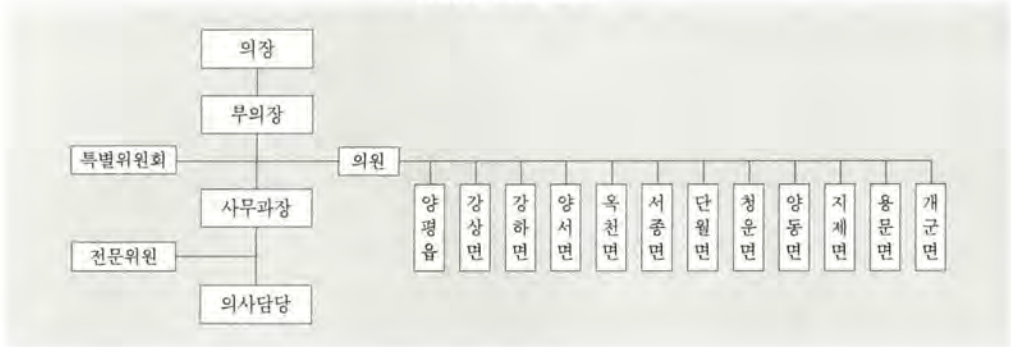 의장
부의장
특별위원회
의원
양평읍
강상면
강하면
양서면
옥천면
서종면
단월면
청운면
양동면
지제면
용문면
개군면
사무과장
전문위원
의사담당